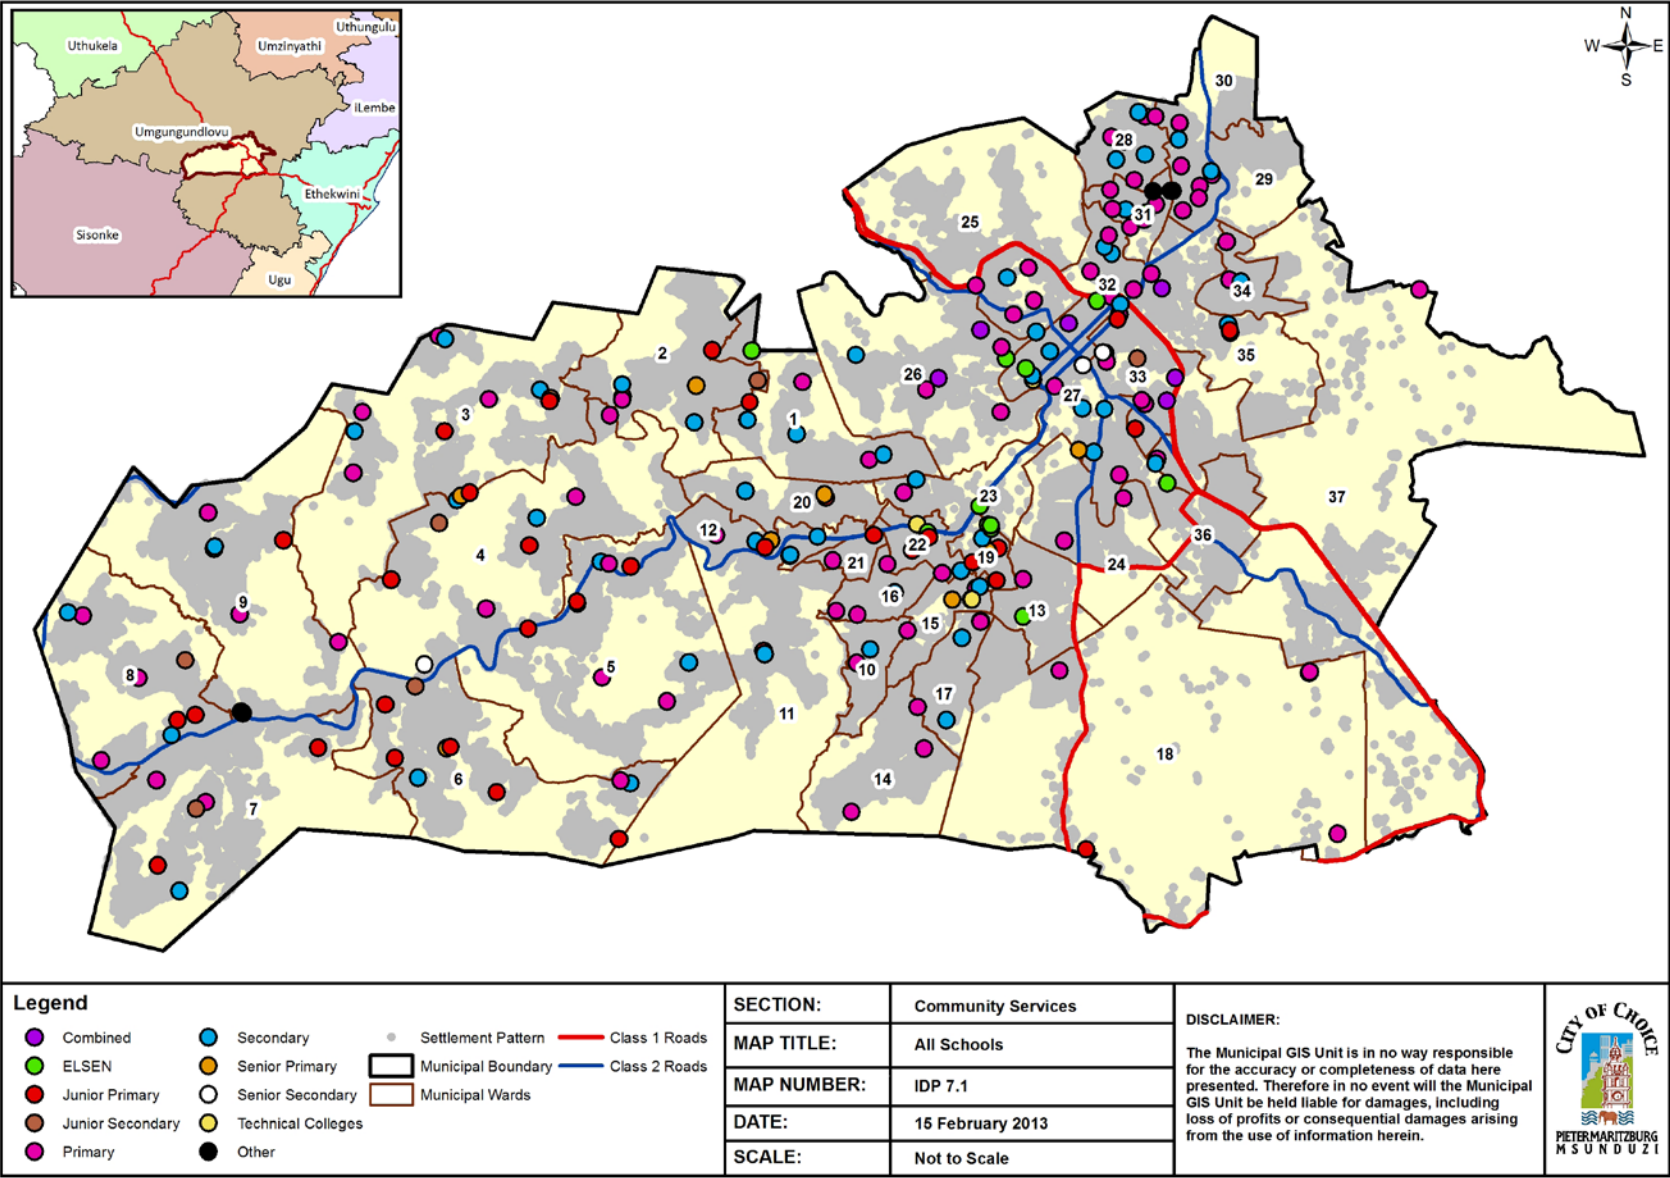 Uthungulu
Uthukela
Umzinyathi
iLembe
Umgungundlovu
Ethekwini
Sisonke
Ugu
N
W E
S
30
28
29
31
25
32
34
2
35
26
33
27
3
1
37
20
23
12
36
22
4
21
19
24
16
9
13
15
5
10
8
17
11
18
6
14
7
Legend
Combined
ELSEN
Junior Primary
Junior Secondary
Primary
Secondary
Senior Primary
Senior Secondary
Technical Colleges
Other
Settlement Pattern
Municipal Boundary
Municipal Wards
Class 1 Roads
Class 2 Roads
SECTION: Community Services
MAP TITLE: All Schools
MAP NUMBER: IDP 7.1
DATE: 15 February 2013
SCALE: Not to Scale
DISCLAIMER:
The Municipal GIS Unit is in no way responsible
for the accuracy or completeness of data here
presented. Therefore in no event will the Municipal
GIS Unit be held liable for damages, including
loss of profits or consequential damages arising
from the use of information herein.
CITY OF CHOICE
PIETERMARITZBURG
MSUNDUZI